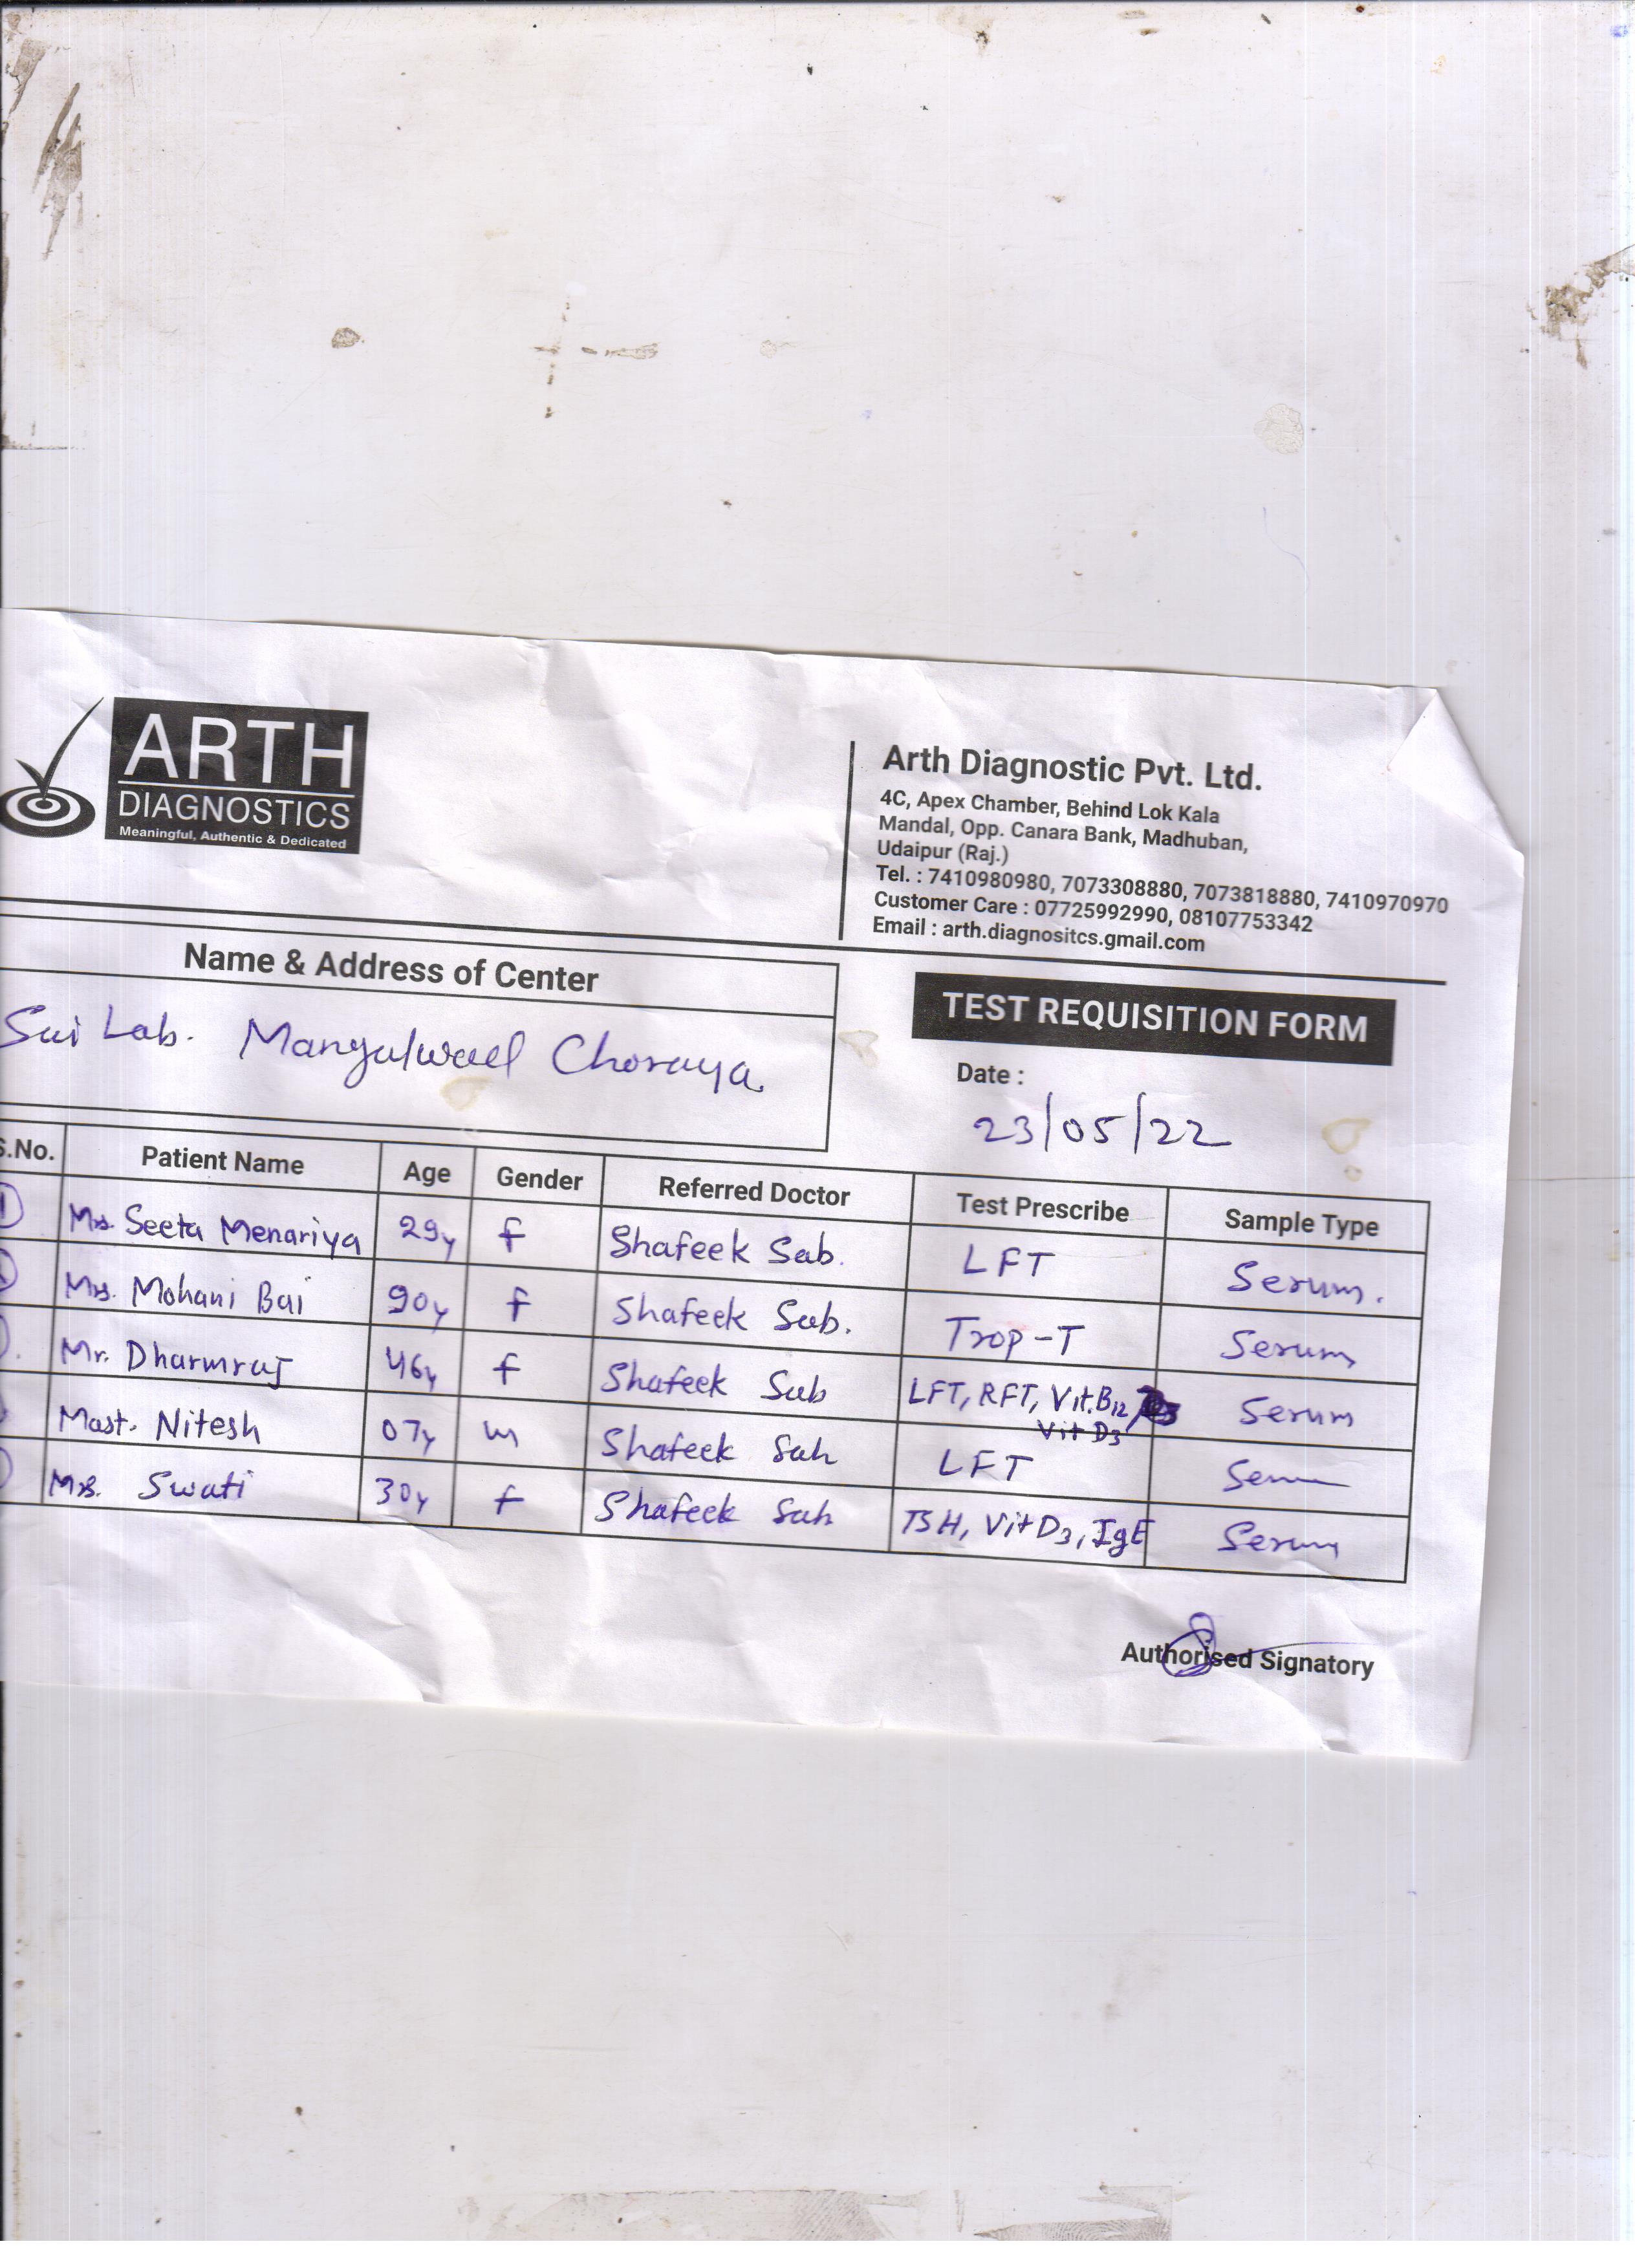 ARTH
DIAGNOSTICS
Meaningful, Authentic & Dedicated
Arth Diagnostic Pvt. Ltd.
4C, Apex Chamber, Behind Lok Kala
Mandal, Opp. Canara Bank, Madhuban,
Udaipur (Raj.)
Tel. : 7410980980, 7073308880, 7073818880, 7410970970
Customer Care : 07725992990, 08107753342
Email : arth.diagnositcs.gmail.com
Name & Address of Center
Sai Lab. Mangalwad Choraya
TEST REQUISITION FORM
Date :
23/05/22
S.No. Patient Name Age Gender Referred Doctor Test Prescribe Sample Type
1 Mrs. Seeta Menariya 29y f Shafeek Sab. LFT Serum.
Mrs. Mohani Bai 90y f Shafeek Sab. Trop-T Serum
Mr. Dharmraj 46y f Shafeek Sab LFT, RFT, Vit.B12, Vit D3 Serum
Mast. Nitesh 07y m Shafeek Sab LFT Serum
Mrs. Swati 30y f Shafeek Sab TSH, Vit D3, IgE Serum
Authorised Signatory